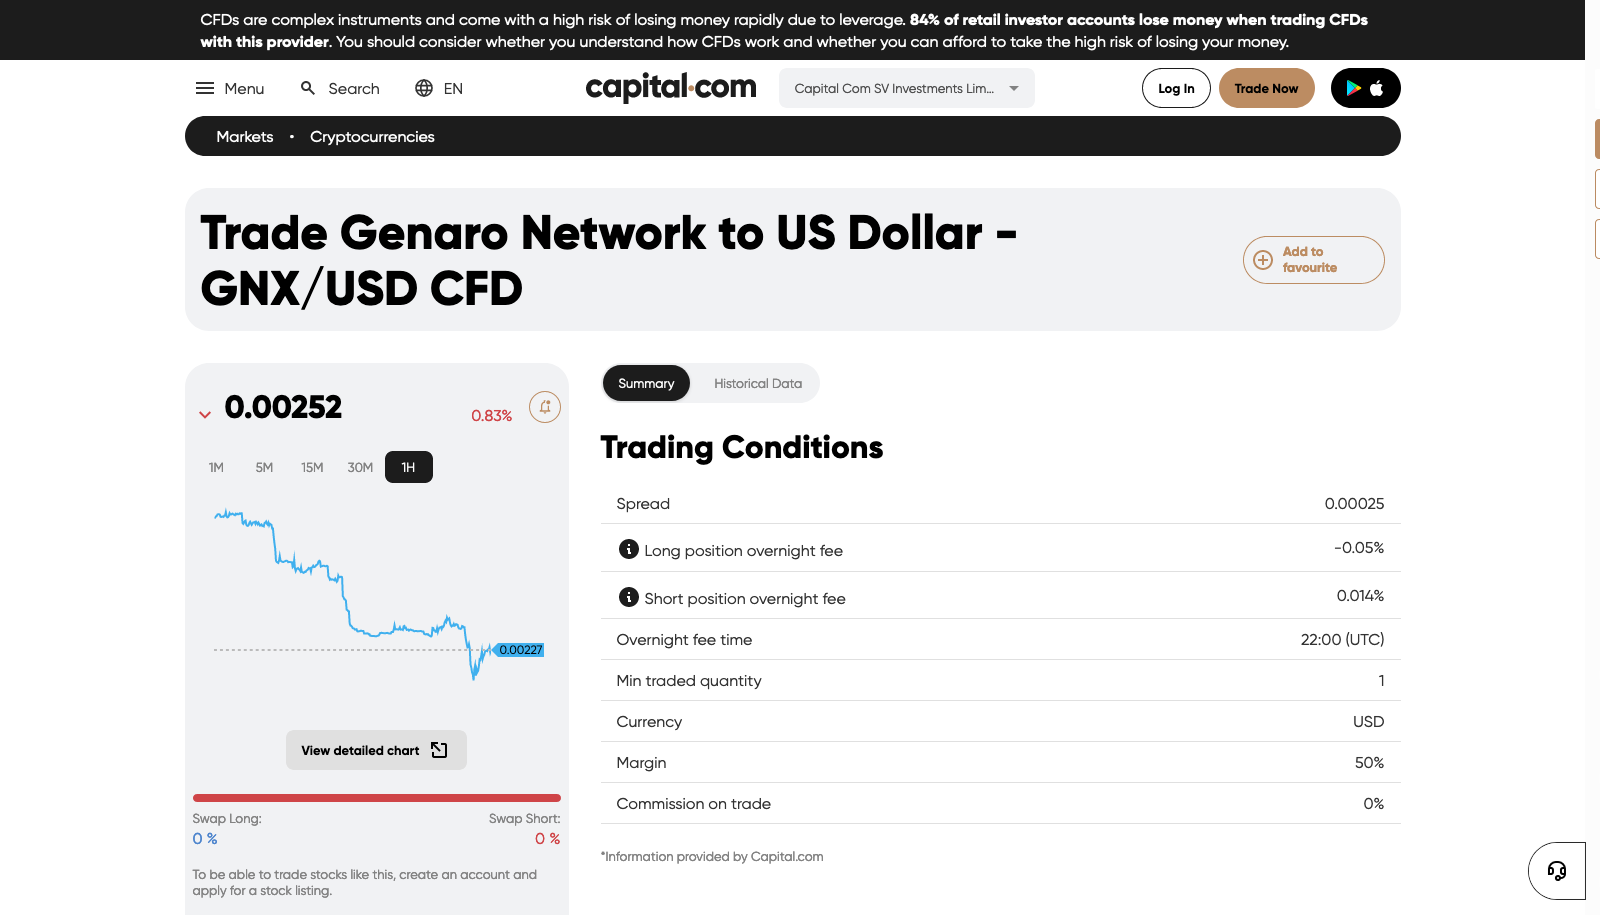 CFDs are complex instruments and come with a high risk of losing money rapidly due to leverage. 84% of retail investor accounts lose money when trading CFDs
with this provider. You should consider whether you understand how CFDs work and whether you can afford to take the high risk of losing your money.
Menu Search EN capital.com Capital Com SV Investments Lim... Log In Trade Now
Markets • Cryptocurrencies
Trade Genaro Network to US Dollar -
GNX/USD CFD
Add to
favourite
0.00252 0.83%
1M 5M 15M 30M 1H
0.00227
View detailed chart
Swap Long: Swap Short:
0 % 0 %
To be able to trade stocks like this, create an account and
apply for a stock listing.
Summary Historical Data
Trading Conditions
Spread 0.00025
Long position overnight fee -0.05%
Short position overnight fee 0.014%
Overnight fee time 22:00 (UTC)
Min traded quantity 1
Currency USD
Margin 50%
Commission on trade 0%
*Information provided by Capital.com